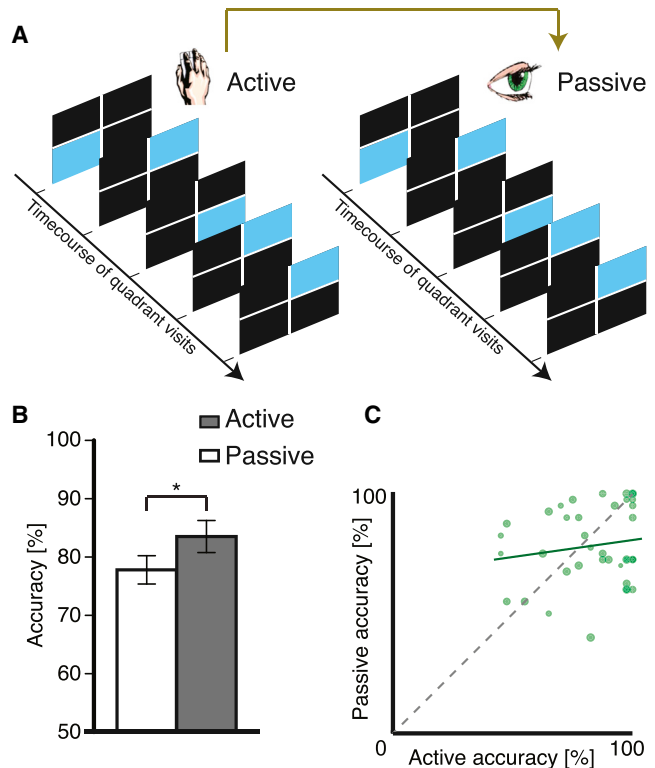 A
Active
Passive
Timecourse of quadrant visits
Timecourse of quadrant visits
B
Active
Passive
*
100
90
80
70
60
50
Accuracy [%]
C
100
Passive accuracy [%]
0
100
Active accuracy [%]